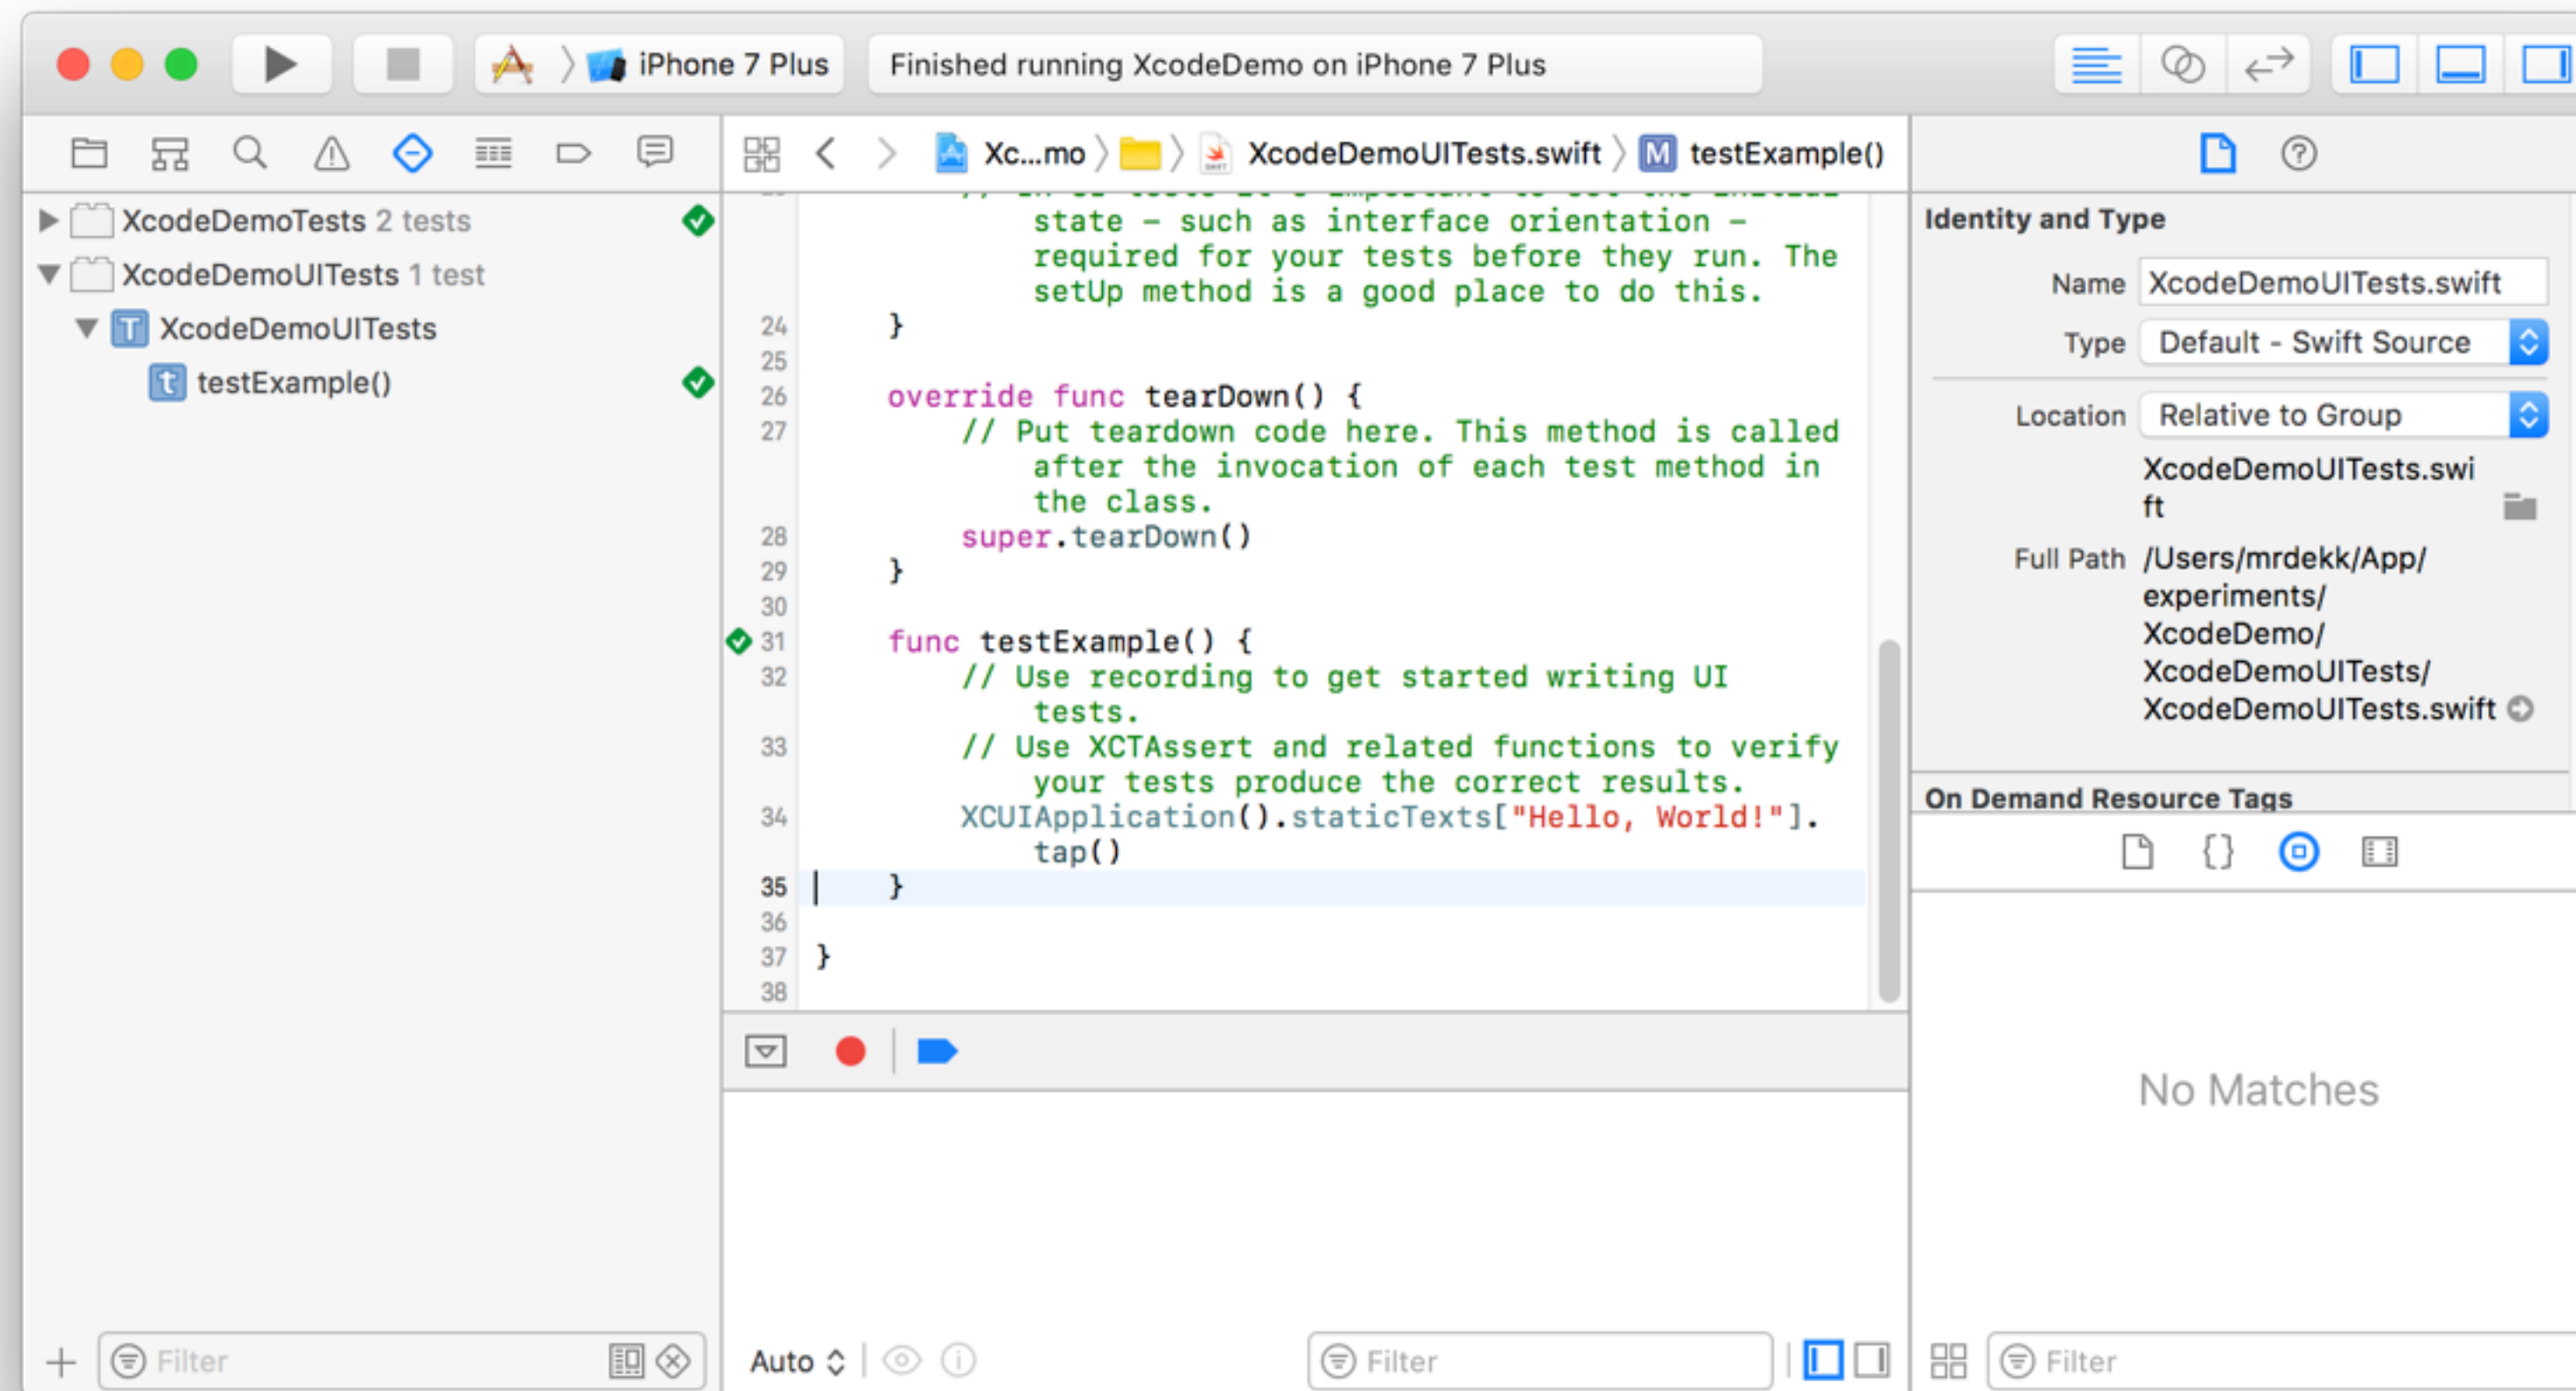 iPhone 7 Plus
Finished running XcodeDemo on iPhone 7 Plus
Xc...mo XcodeDemoUITests.swift M testExample()
XcodeDemoTests 2 tests
XcodeDemoUITests 1 test
T XcodeDemoUITests
t testExample()
state – such as interface orientation –
required for your tests before they run. The
setUp method is a good place to do this.
24 }
25
26 override func tearDown() {
27 // Put teardown code here. This method is called
after the invocation of each test method in
the class.
28 super.tearDown()
29 }
30
31 func testExample() {
32 // Use recording to get started writing UI
tests.
33 // Use XCTAssert and related functions to verify
your tests produce the correct results.
34 XCUIApplication().staticTexts["Hello, World!"].
tap()
35 }
36
37 }
38
Identity and Type
Name XcodeDemoUITests.swift
Type Default - Swift Source
Location Relative to Group
XcodeDemoUITests.swi
ft
Full Path /Users/mrdekk/App/
experiments/
XcodeDemo/
XcodeDemoUITests/
XcodeDemoUITests.swift
On Demand Resource Tags
{}
No Matches
Filter
Auto
Filter
Filter